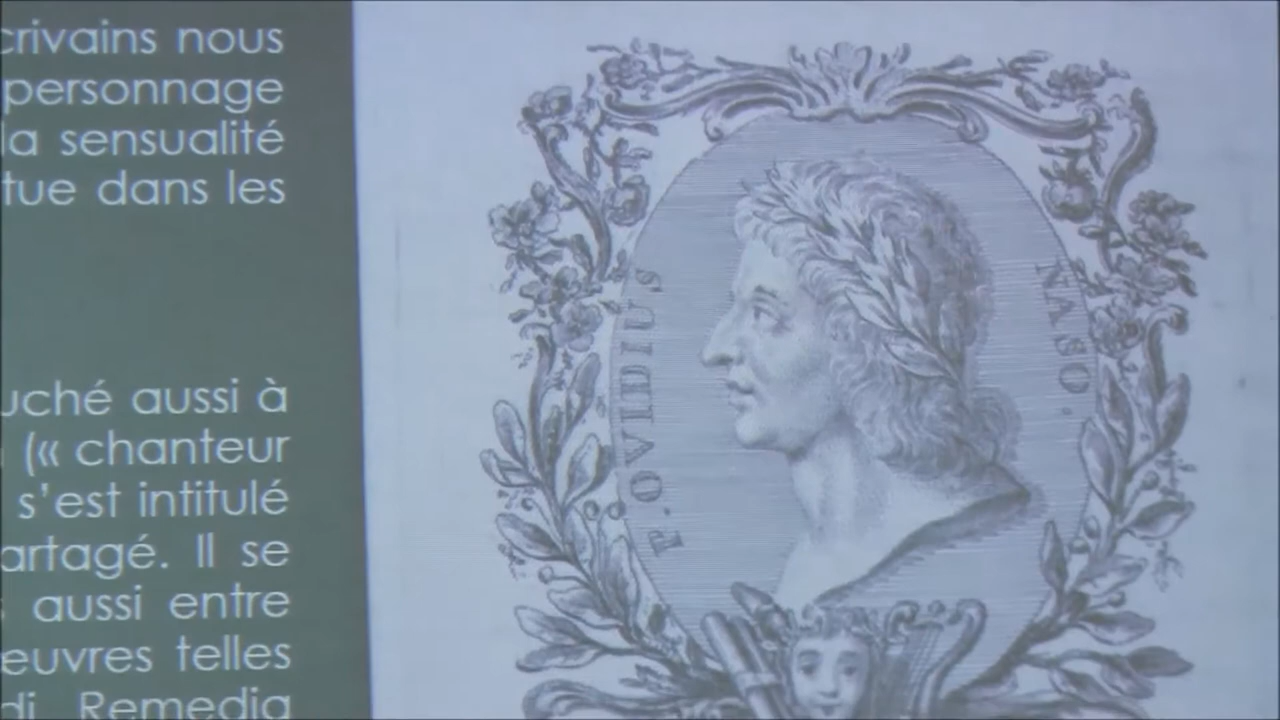 crivains nous
personnage
la sensualité
tue dans les
uché aussi à
(« chanteur
s'est intitulé
artagé. Il se
aussi entre
œuvres telles
di Remedia
P. OVIDIUS
NASO.